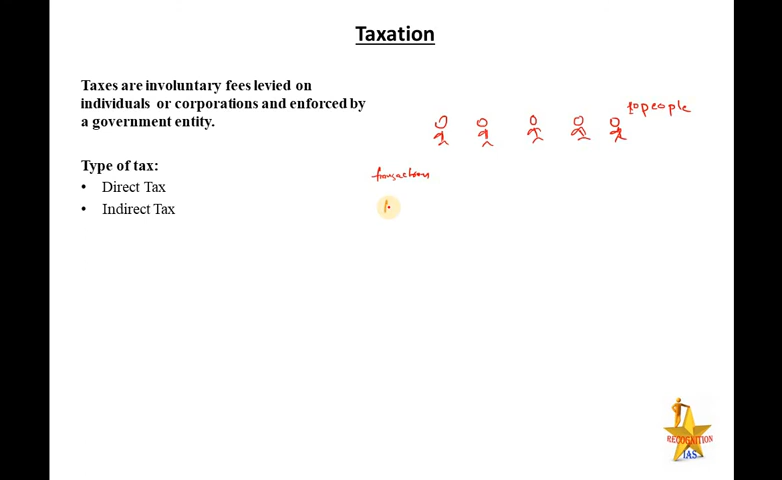 Taxation
Taxes are involuntary fees levied on
individuals or corporations and enforced by
a government entity.
people
Type of tax:
transactions
• Direct Tax
• Indirect Tax
RECOGNITION
IAS